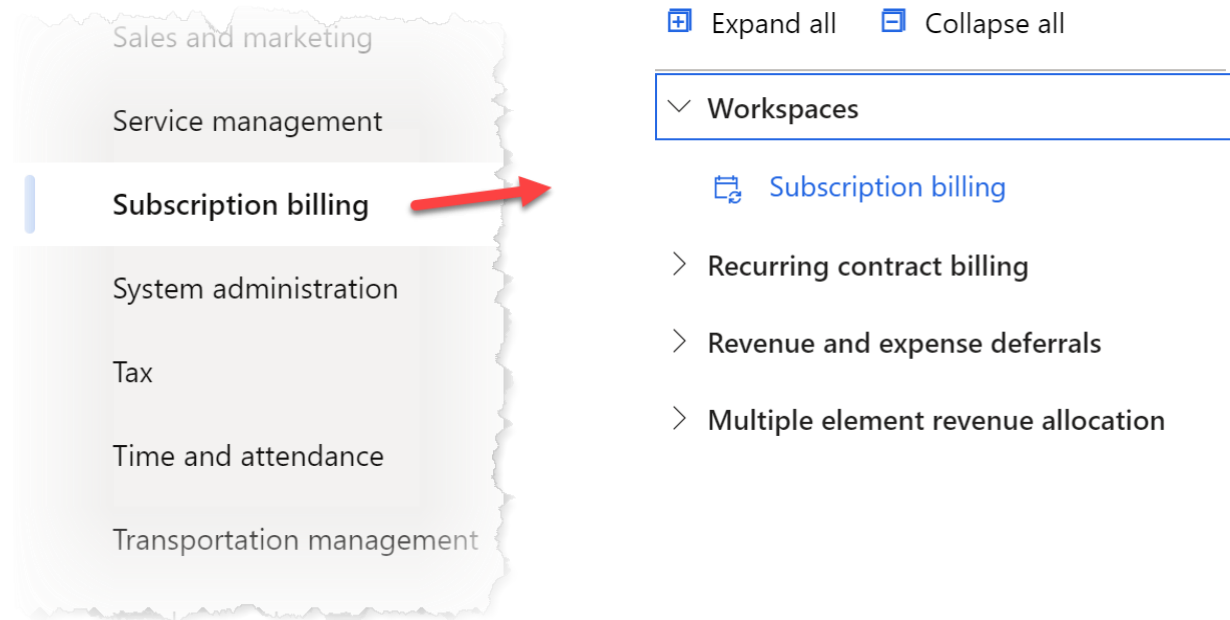 Sales and marketing
Service management
Subscription billing
System administration
Tax
Time and attendance
Transportation management
Expand all
Collapse all
Workspaces
Subscription billing
Recurring contract billing
Revenue and expense deferrals
Multiple element revenue allocation